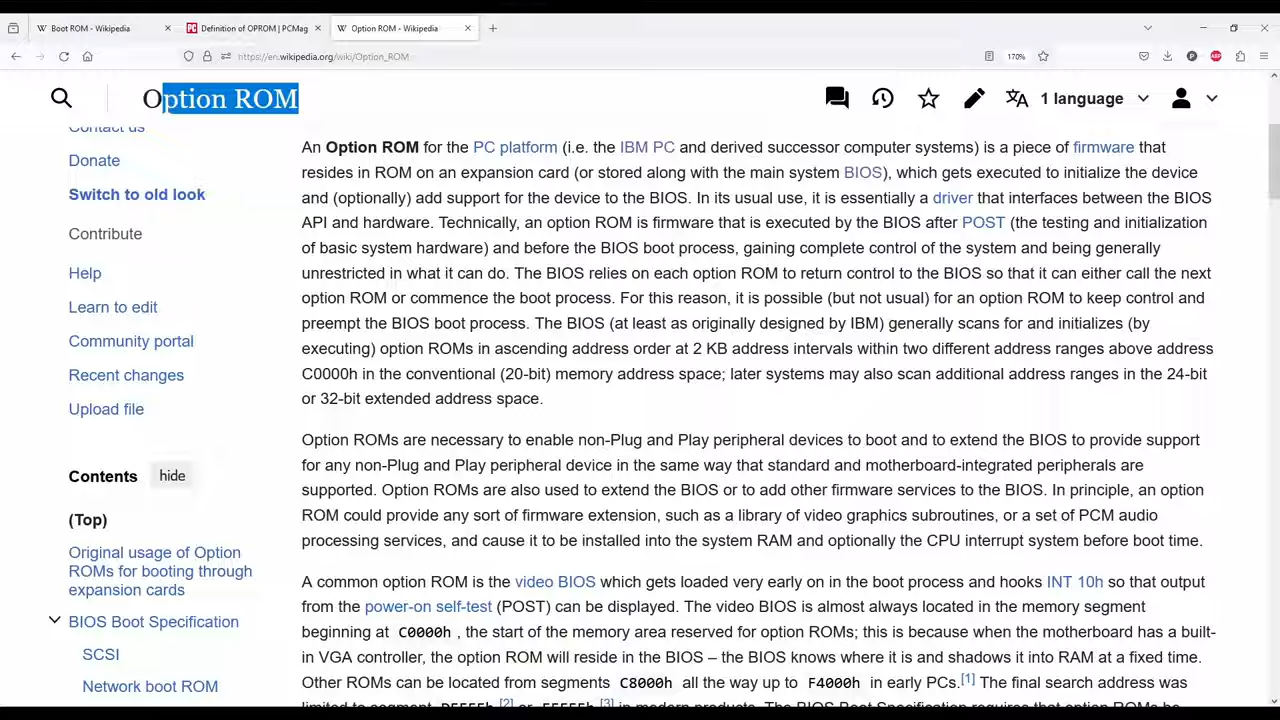 Boot ROM - Wikipedia
Definition of OPROM | PCMag
Option ROM - Wikipedia
https://en.wikipedia.org/wiki/Option_ROM
170%
Option ROM
1 language
Contact us
Donate
Switch to old look
Contribute
Help
Learn to edit
Community portal
Recent changes
Upload file
Contents hide
(Top)
Original usage of Option
ROMs for booting through
expansion cards
BIOS Boot Specification
SCSI
Network boot ROM
An Option ROM for the PC platform (i.e. the IBM PC and derived successor computer systems) is a piece of firmware that
resides in ROM on an expansion card (or stored along with the main system BIOS), which gets executed to initialize the device
and (optionally) add support for the device to the BIOS. In its usual use, it is essentially a driver that interfaces between the BIOS
API and hardware. Technically, an option ROM is firmware that is executed by the BIOS after POST (the testing and initialization
of basic system hardware) and before the BIOS boot process, gaining complete control of the system and being generally
unrestricted in what it can do. The BIOS relies on each option ROM to return control to the BIOS so that it can either call the next
option ROM or commence the boot process. For this reason, it is possible (but not usual) for an option ROM to keep control and
preempt the BIOS boot process. The BIOS (at least as originally designed by IBM) generally scans for and initializes (by
executing) option ROMs in ascending address order at 2 KB address intervals within two different address ranges above address
C0000h in the conventional (20-bit) memory address space; later systems may also scan additional address ranges in the 24-bit
or 32-bit extended address space.
Option ROMs are necessary to enable non-Plug and Play peripheral devices to boot and to extend the BIOS to provide support
for any non-Plug and Play peripheral device in the same way that standard and motherboard-integrated peripherals are
supported. Option ROMs are also used to extend the BIOS or to add other firmware services to the BIOS. In principle, an option
ROM could provide any sort of firmware extension, such as a library of video graphics subroutines, or a set of PCM audio
processing services, and cause it to be installed into the system RAM and optionally the CPU interrupt system before boot time.
A common option ROM is the video BIOS which gets loaded very early on in the boot process and hooks INT 10h so that output
from the power-on self-test (POST) can be displayed. The video BIOS is almost always located in the memory segment
beginning at C0000h , the start of the memory area reserved for option ROMs; this is because when the motherboard has a built-
in VGA controller, the option ROM will reside in the BIOS – the BIOS knows where it is and shadows it into RAM at a fixed time.
Other ROMs can be located from segments C8000h all the way up to F4000h in early PCs.[1] The final search address was
limited to segment [2] or [3] in modern products. The BIOS Boot Specification requires that option ROMs be